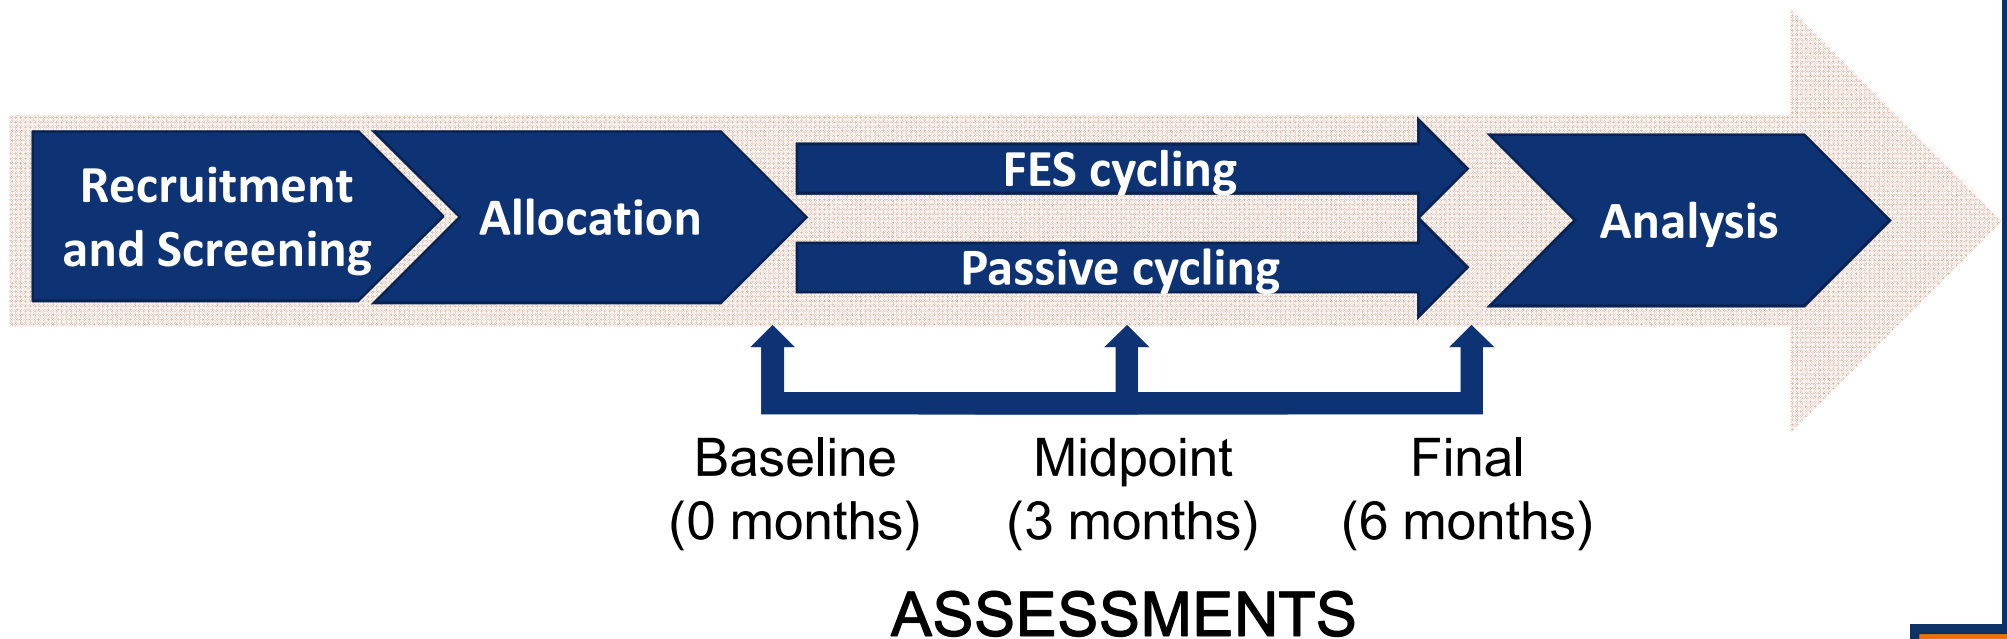 Recruitment
and Screening
Allocation
FES cycling
Passive cycling
Analysis
Baseline
(0 months)
Midpoint
(3 months)
Final
(6 months)
ASSESSMENTS